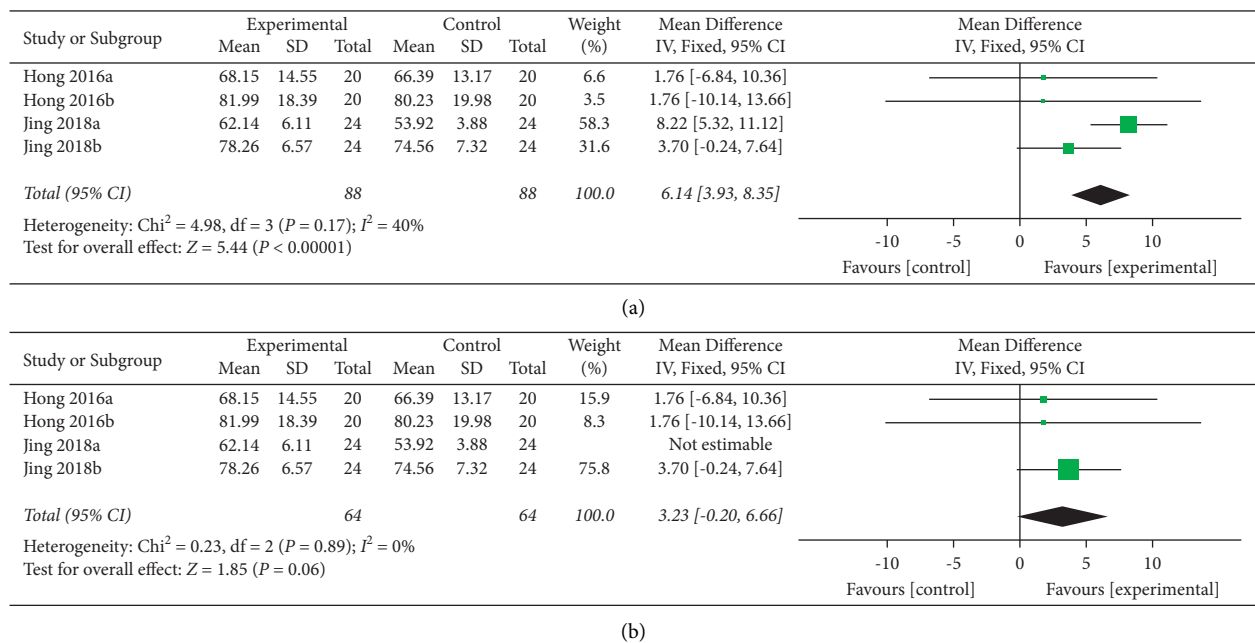 Study or Subgroup Experimental Control Weight (%) Mean Difference IV, Fixed, 95% CI Mean Difference IV, Fixed, 95% CI
Mean SD Total Mean SD Total
Hong 2016a 68.15 14.55 20 66.39 13.17 20 6.6 1.76 [-6.84, 10.36]
Hong 2016b 81.99 18.39 20 80.23 19.98 20 3.5 1.76 [-10.14, 13.66]
Jing 2018a 62.14 6.11 24 53.92 3.88 24 58.3 8.22 [5.32, 11.12]
Jing 2018b 78.26 6.57 24 74.56 7.32 24 31.6 3.70 [-0.24, 7.64]
Total (95% CI) 88 88 100.0 6.14 [3.93, 8.35]
Heterogeneity: Chi² = 4.98, df = 3 (P = 0.17); I² = 40%
Test for overall effect: Z = 5.44 (P < 0.00001)
-10 -5 0 5 10
Favours [control] Favours [experimental]
(a)
Study or Subgroup Experimental Control Weight (%) Mean Difference IV, Fixed, 95% CI Mean Difference IV, Fixed, 95% CI
Mean SD Total Mean SD Total
Hong 2016a 68.15 14.55 20 66.39 13.17 20 15.9 1.76 [-6.84, 10.36]
Hong 2016b 81.99 18.39 20 80.23 19.98 20 8.3 1.76 [-10.14, 13.66]
Jing 2018a 62.14 6.11 24 53.92 3.88 24 Not estimable
Jing 2018b 78.26 6.57 24 74.56 7.32 24 75.8 3.70 [-0.24, 7.64]
Total (95% CI) 64 64 100.0 3.23 [-0.20, 6.66]
Heterogeneity: Chi² = 0.23, df = 2 (P = 0.89); I² = 0%
Test for overall effect: Z = 1.85 (P = 0.06)
-10 -5 0 5 10
Favours [control] Favours [experimental]
(b)